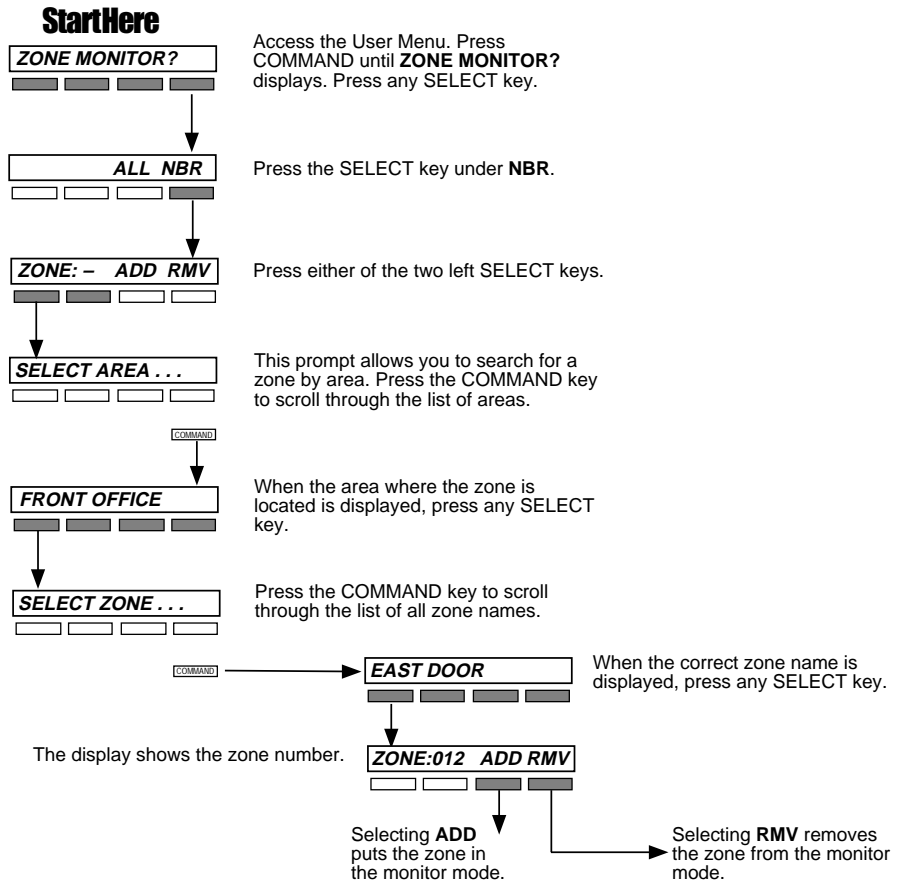 StartHere
ZONE MONITOR?
Access the User Menu. Press
COMMAND until ZONE MONITOR?
displays. Press any SELECT key.
ALL NBR
Press the SELECT key under NBR.
ZONE: – ADD RMV
Press either of the two left SELECT keys.
SELECT AREA . . .
This prompt allows you to search for a
zone by area. Press the COMMAND key
to scroll through the list of areas.
COMMAND
FRONT OFFICE
When the area where the zone is
located is displayed, press any SELECT
key.
SELECT ZONE . . .
Press the COMMAND key to scroll
through the list of all zone names.
COMMAND
EAST DOOR
When the correct zone name is
displayed, press any SELECT key.
The display shows the zone number.
ZONE:012 ADD RMV
Selecting ADD
puts the zone in
the monitor mode.
Selecting RMV removes
the zone from the monitor
mode.